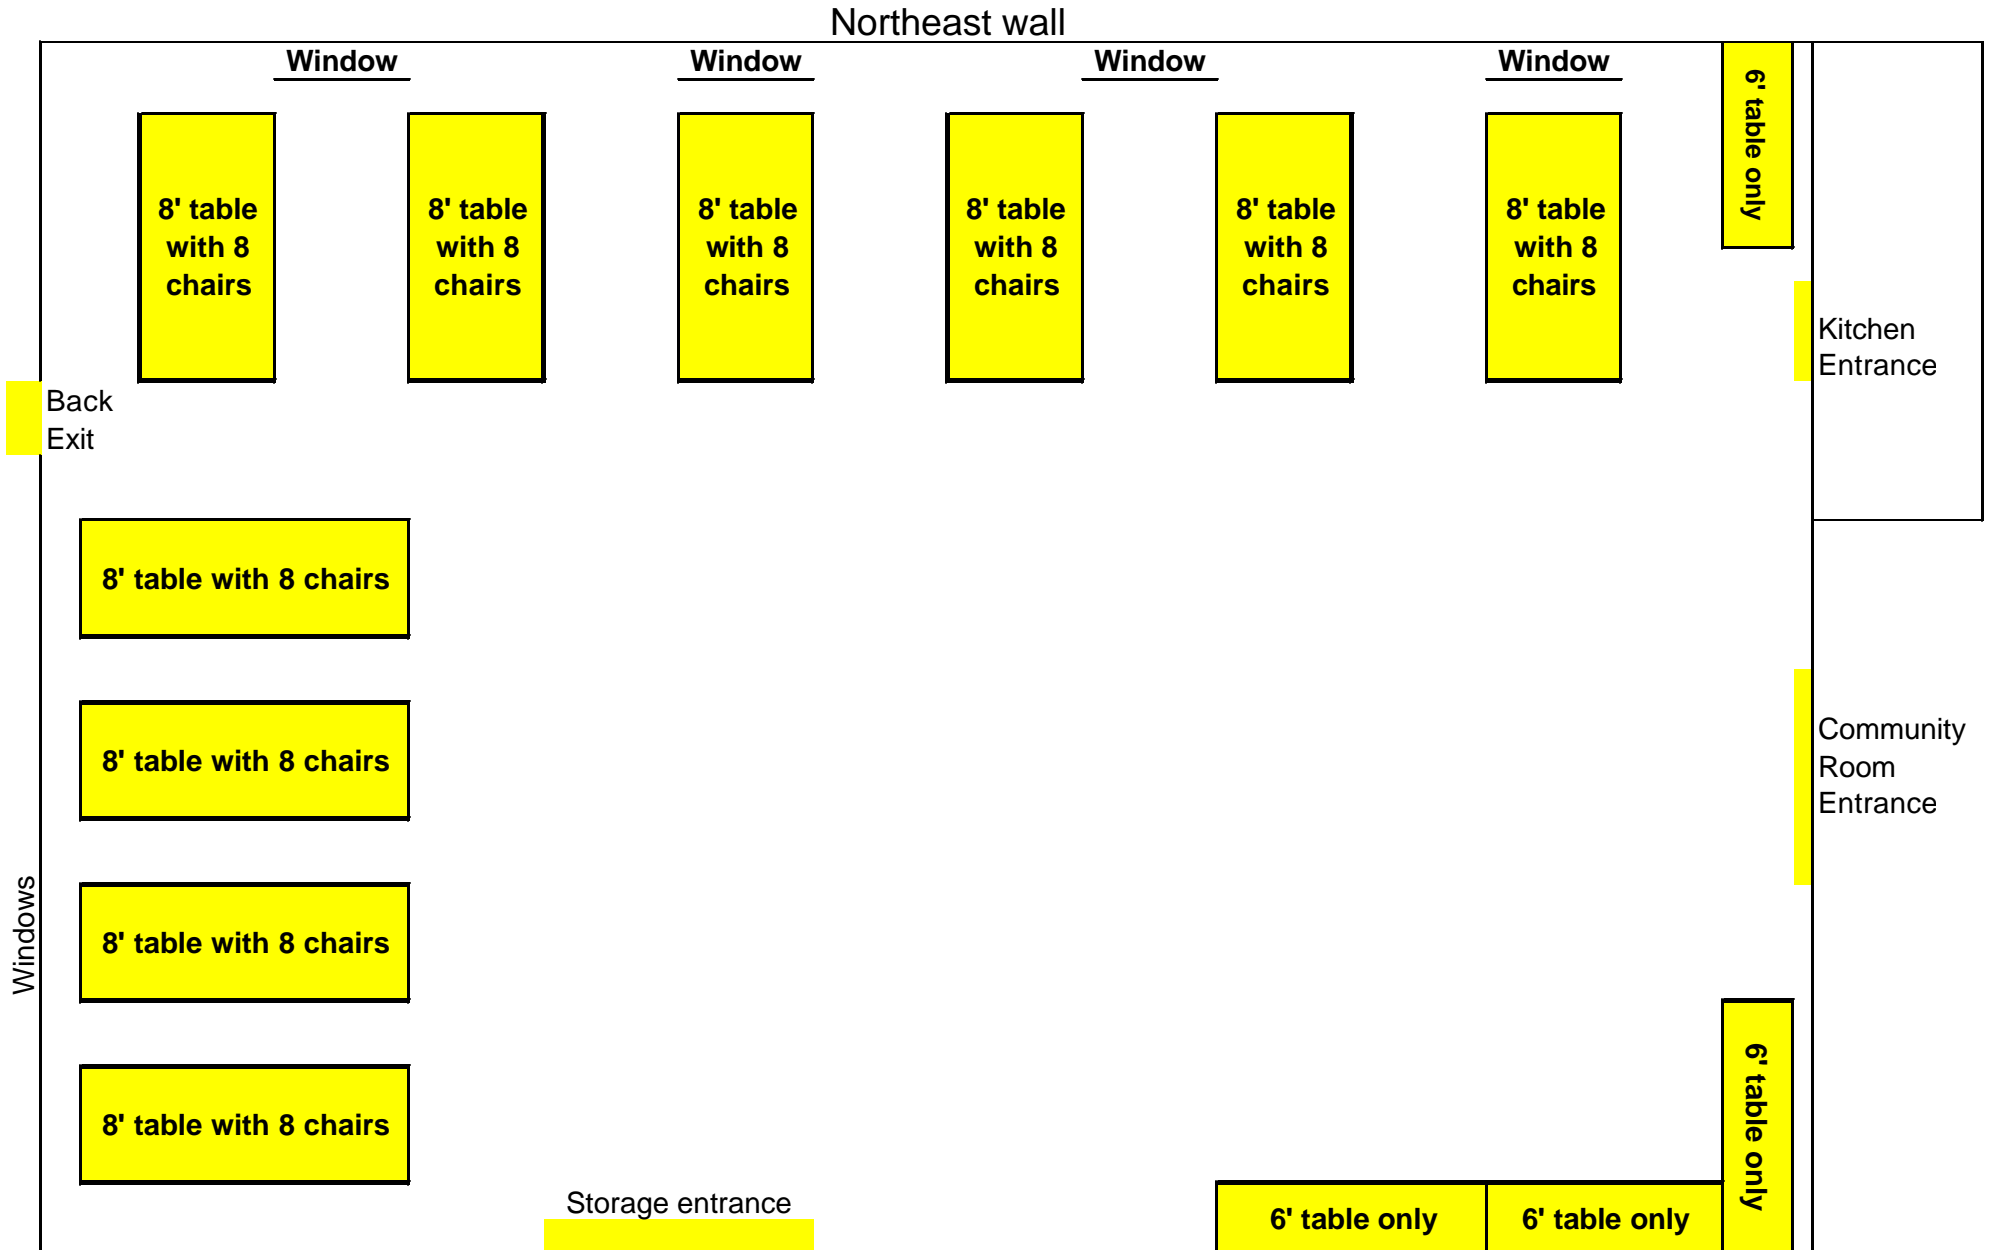 Northeast wall
Window
Window
Window
Window
6' table only
8' table
with 8
chairs
8' table
with 8
chairs
8' table
with 8
chairs
8' table
with 8
chairs
8' table
with 8
chairs
8' table
with 8
chairs
Kitchen
Entrance
Back
Exit
8' table with 8 chairs
8' table with 8 chairs
Community
Room
Entrance
Windows
8' table with 8 chairs
8' table with 8 chairs
6' table only
Storage entrance
6' table only
6' table only